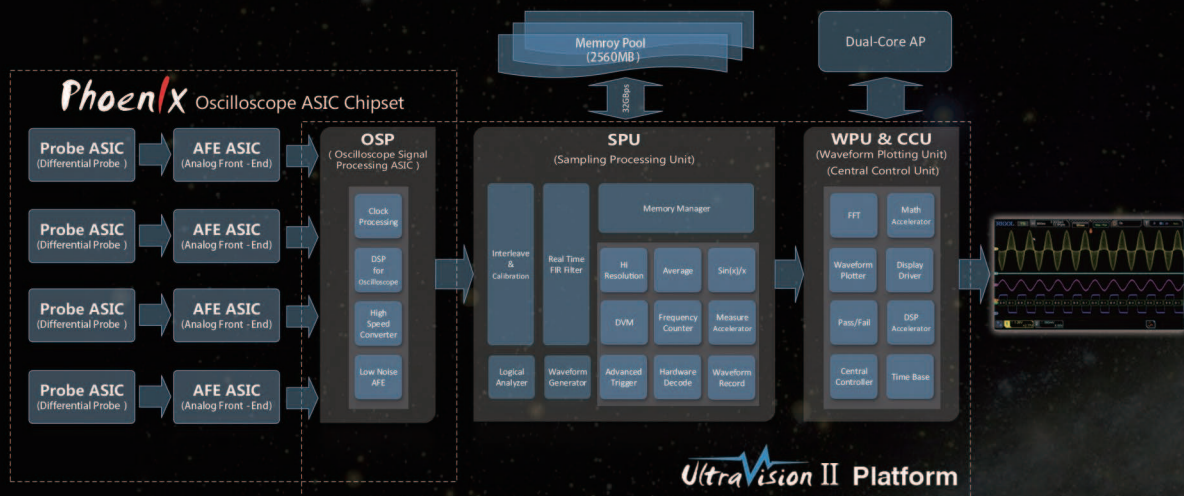 Memroy Pool
(2560MB)
Dual-Core AP
32GBps
Phoenix Oscilloscope ASIC Chipset
Probe ASIC
(Differential Probe )
AFE ASIC
(Analog Front -End)
Probe ASIC
(Differential Probe )
AFE ASIC
(Analog Front -End)
Probe ASIC
(Differential Probe )
AFE ASIC
(Analog Front -End)
Probe ASIC
(Differential Probe )
AFE ASIC
(Analog Front -End)
OSP
( Oscilloscope Signal
Processing ASIC )
Clock
Processing
DSP
for
Oscilloscope
High
Speed
Converter
Low Noise
AFE
SPU
(Sampling Processing Unit)
Interleave
&
Calibration
Real Time
FIR Filter
Memory Manager
Hi
Resolution
Average
Sin(x)/x
DVM
Frequency
Counter
Measure
Accelerator
Logical
Analyzer
Waveform
Generator
Advanced
Trigger
Hardware
Decode
Waveform
Record
WPU & CCU
(Waveform Plotting Unit)
(Central Control Unit)
FFT
Math
Accelerator
Waveform
Plotter
Display
Driver
Pass/Fail
DSP
Accelerator
Central
Controller
Time Base
RIGOL
UltraVision II Platform